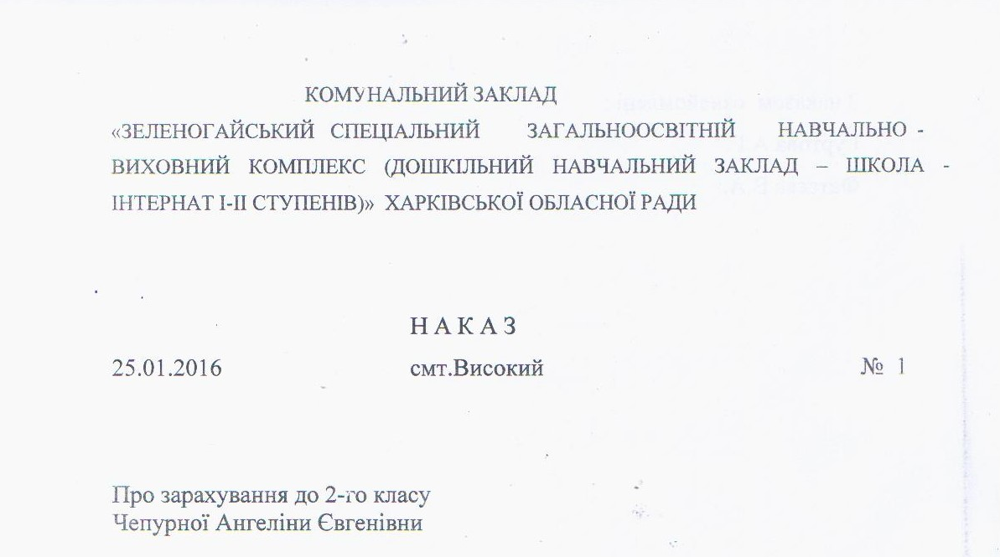 КОМУНАЛЬНИЙ ЗАКЛАД
«ЗЕЛЕНОГАЙСЬКИЙ СПЕЦІАЛЬНИЙ ЗАГАЛЬНООСВІТНІЙ НАВЧАЛЬНО -
ВИХОВНИЙ КОМПЛЕКС (ДОШКІЛЬНИЙ НАВЧАЛЬНИЙ ЗАКЛАД – ШКОЛА -
ІНТЕРНАТ І-ІІ СТУПЕНІВ)» ХАРКІВСЬКОЇ ОБЛАСНОЇ РАДИ
Н А К А З
25.01.2016 смт.Високий № 1
Про зарахування до 2-го класу
Чепурної Ангеліни Євгенівни